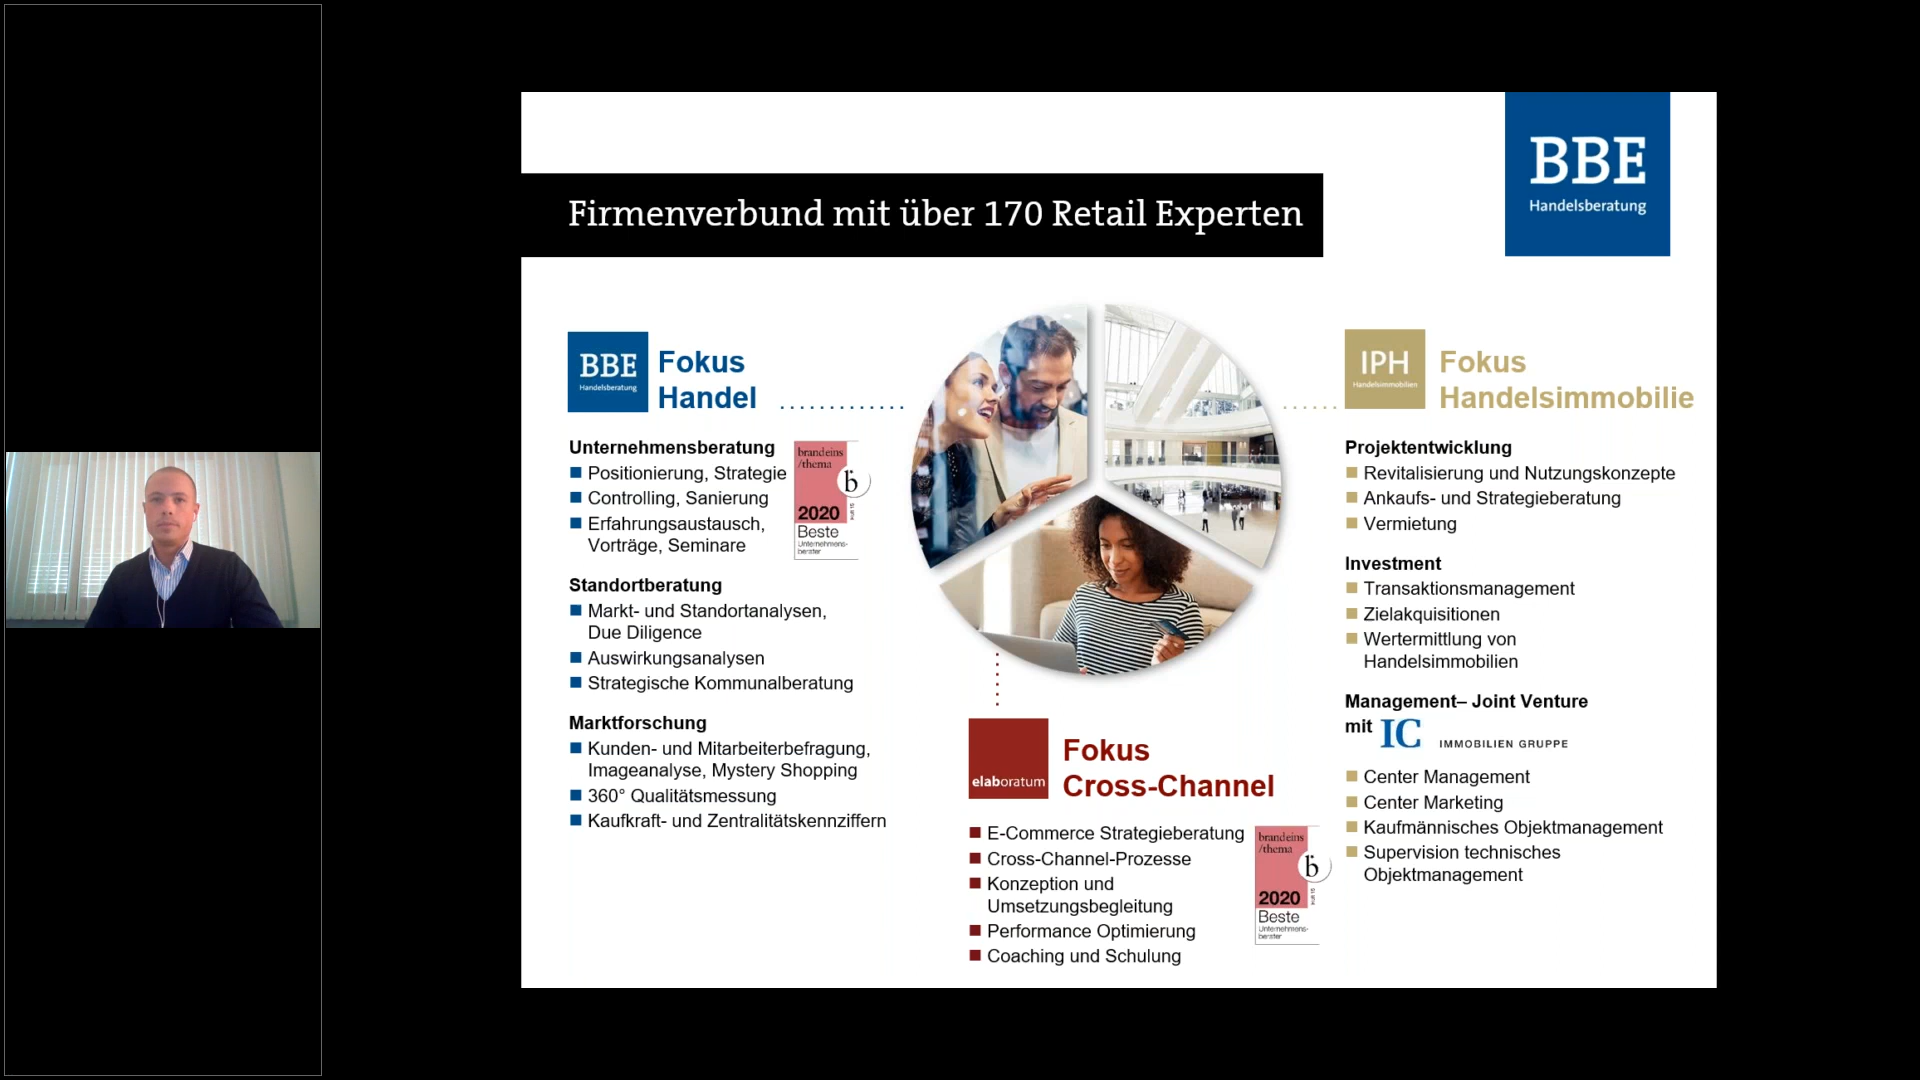 BBE
Handelsberatung
Firmenverbund mit über 170 Retail Experten
BBE
Handelsberatung
Fokus
Handel
Unternehmensberatung
Positionierung, Strategie
Controlling, Sanierung
Erfahrungsaustausch,
Vorträge, Seminare
brandeins
/thema
b
2020
Beste
Unternehmens-
berater
Standortberatung
Markt- und Standortanalysen,
Due Diligence
Auswirkungsanalysen
Strategische Kommunalberatung
Marktforschung
Kunden- und Mitarbeiterbefragung,
Imageanalyse, Mystery Shopping
360° Qualitätsmessung
Kaufkraft- und Zentralitätskennziffern
elaboratum
Fokus
Cross-Channel
E-Commerce Strategieberatung
Cross-Channel-Prozesse
Konzeption und
Umsetzungsbegleitung
Performance Optimierung
Coaching und Schulung
brandeins
/thema
b
2020
Beste
Unternehmens-
berater
IPH
Handelsimmobilien
Fokus
Handelsimmobilie
Projektentwicklung
Revitalisierung und Nutzungskonzepte
Ankaufs- und Strategieberatung
Vermietung
Investment
Transaktionsmanagement
Zielakquisitionen
Wertermittlung von
Handelsimmobilien
Management– Joint Venture
mit IC IMMOBILIEN GRUPPE
Center Management
Center Marketing
Kaufmännisches Objektmanagement
Supervision technisches
Objektmanagement